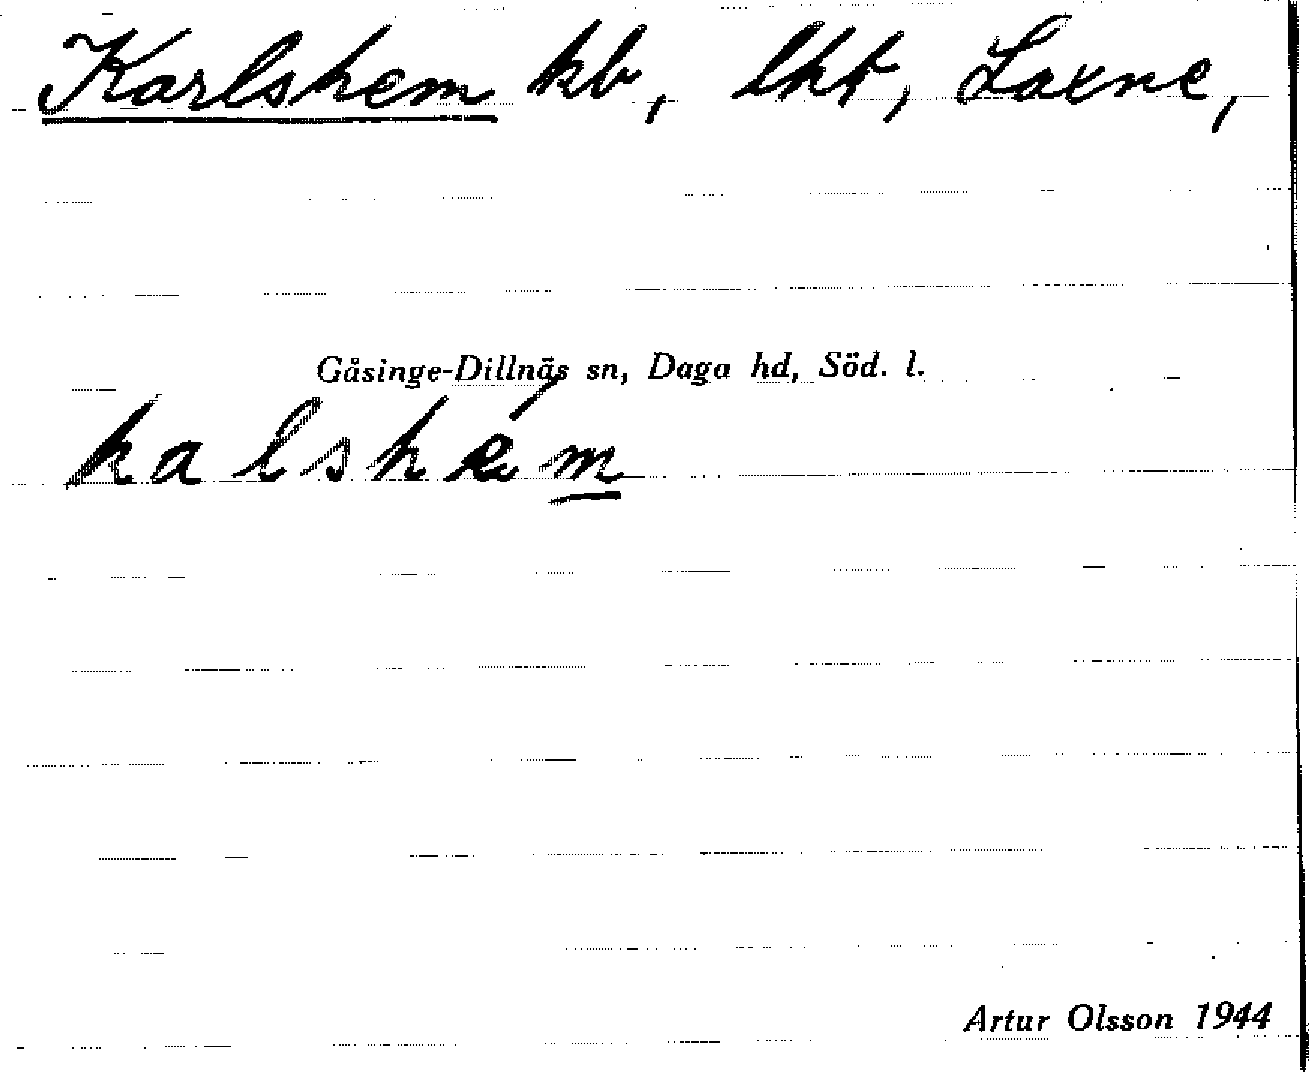 Karlshem kb, lht, Laxne,
Gåsinge-Dillnäs sn, Daga hd, Söd. l.
kalshém
Artur Olsson 1944